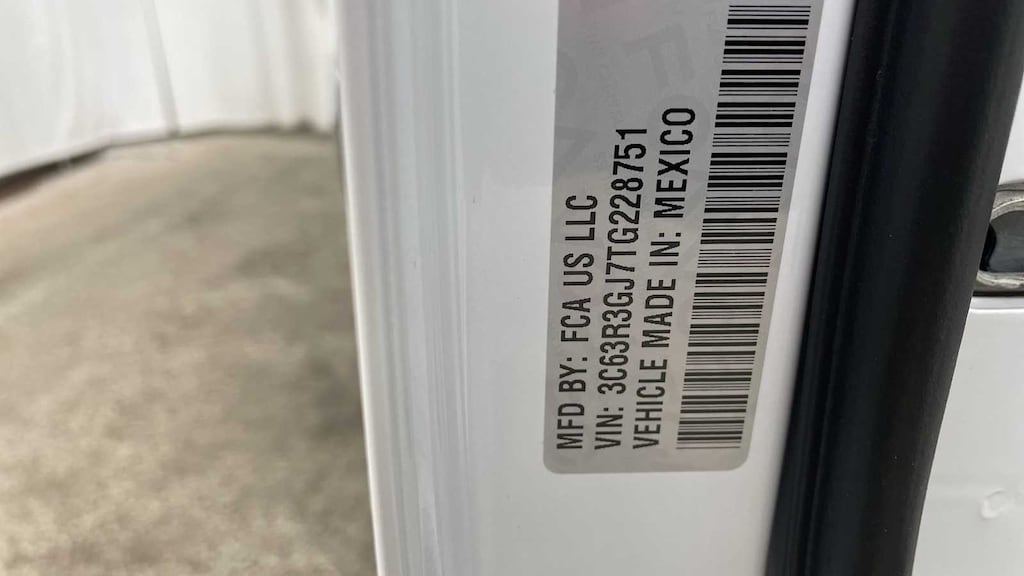 MFD BY: FCA US LLC
VIN: 3C63R3GJ7TG228751
VEHICLE MADE IN: MEXICO